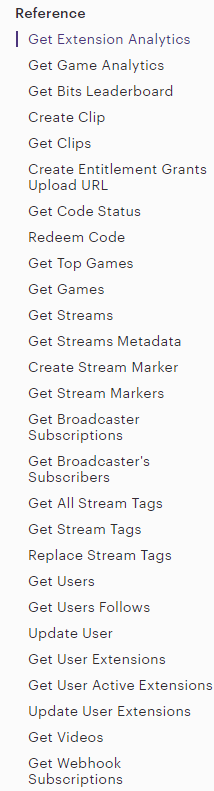 Reference
Get Extension Analytics
Get Game Analytics
Get Bits Leaderboard
Create Clip
Get Clips
Create Entitlement Grants
Upload URL
Get Code Status
Redeem Code
Get Top Games
Get Games
Get Streams
Get Streams Metadata
Create Stream Marker
Get Stream Markers
Get Broadcaster
Subscriptions
Get Broadcaster's
Subscribers
Get All Stream Tags
Get Stream Tags
Replace Stream Tags
Get Users
Get Users Follows
Update User
Get User Extensions
Get User Active Extensions
Update User Extensions
Get Videos
Get Webhook
Subscriptions